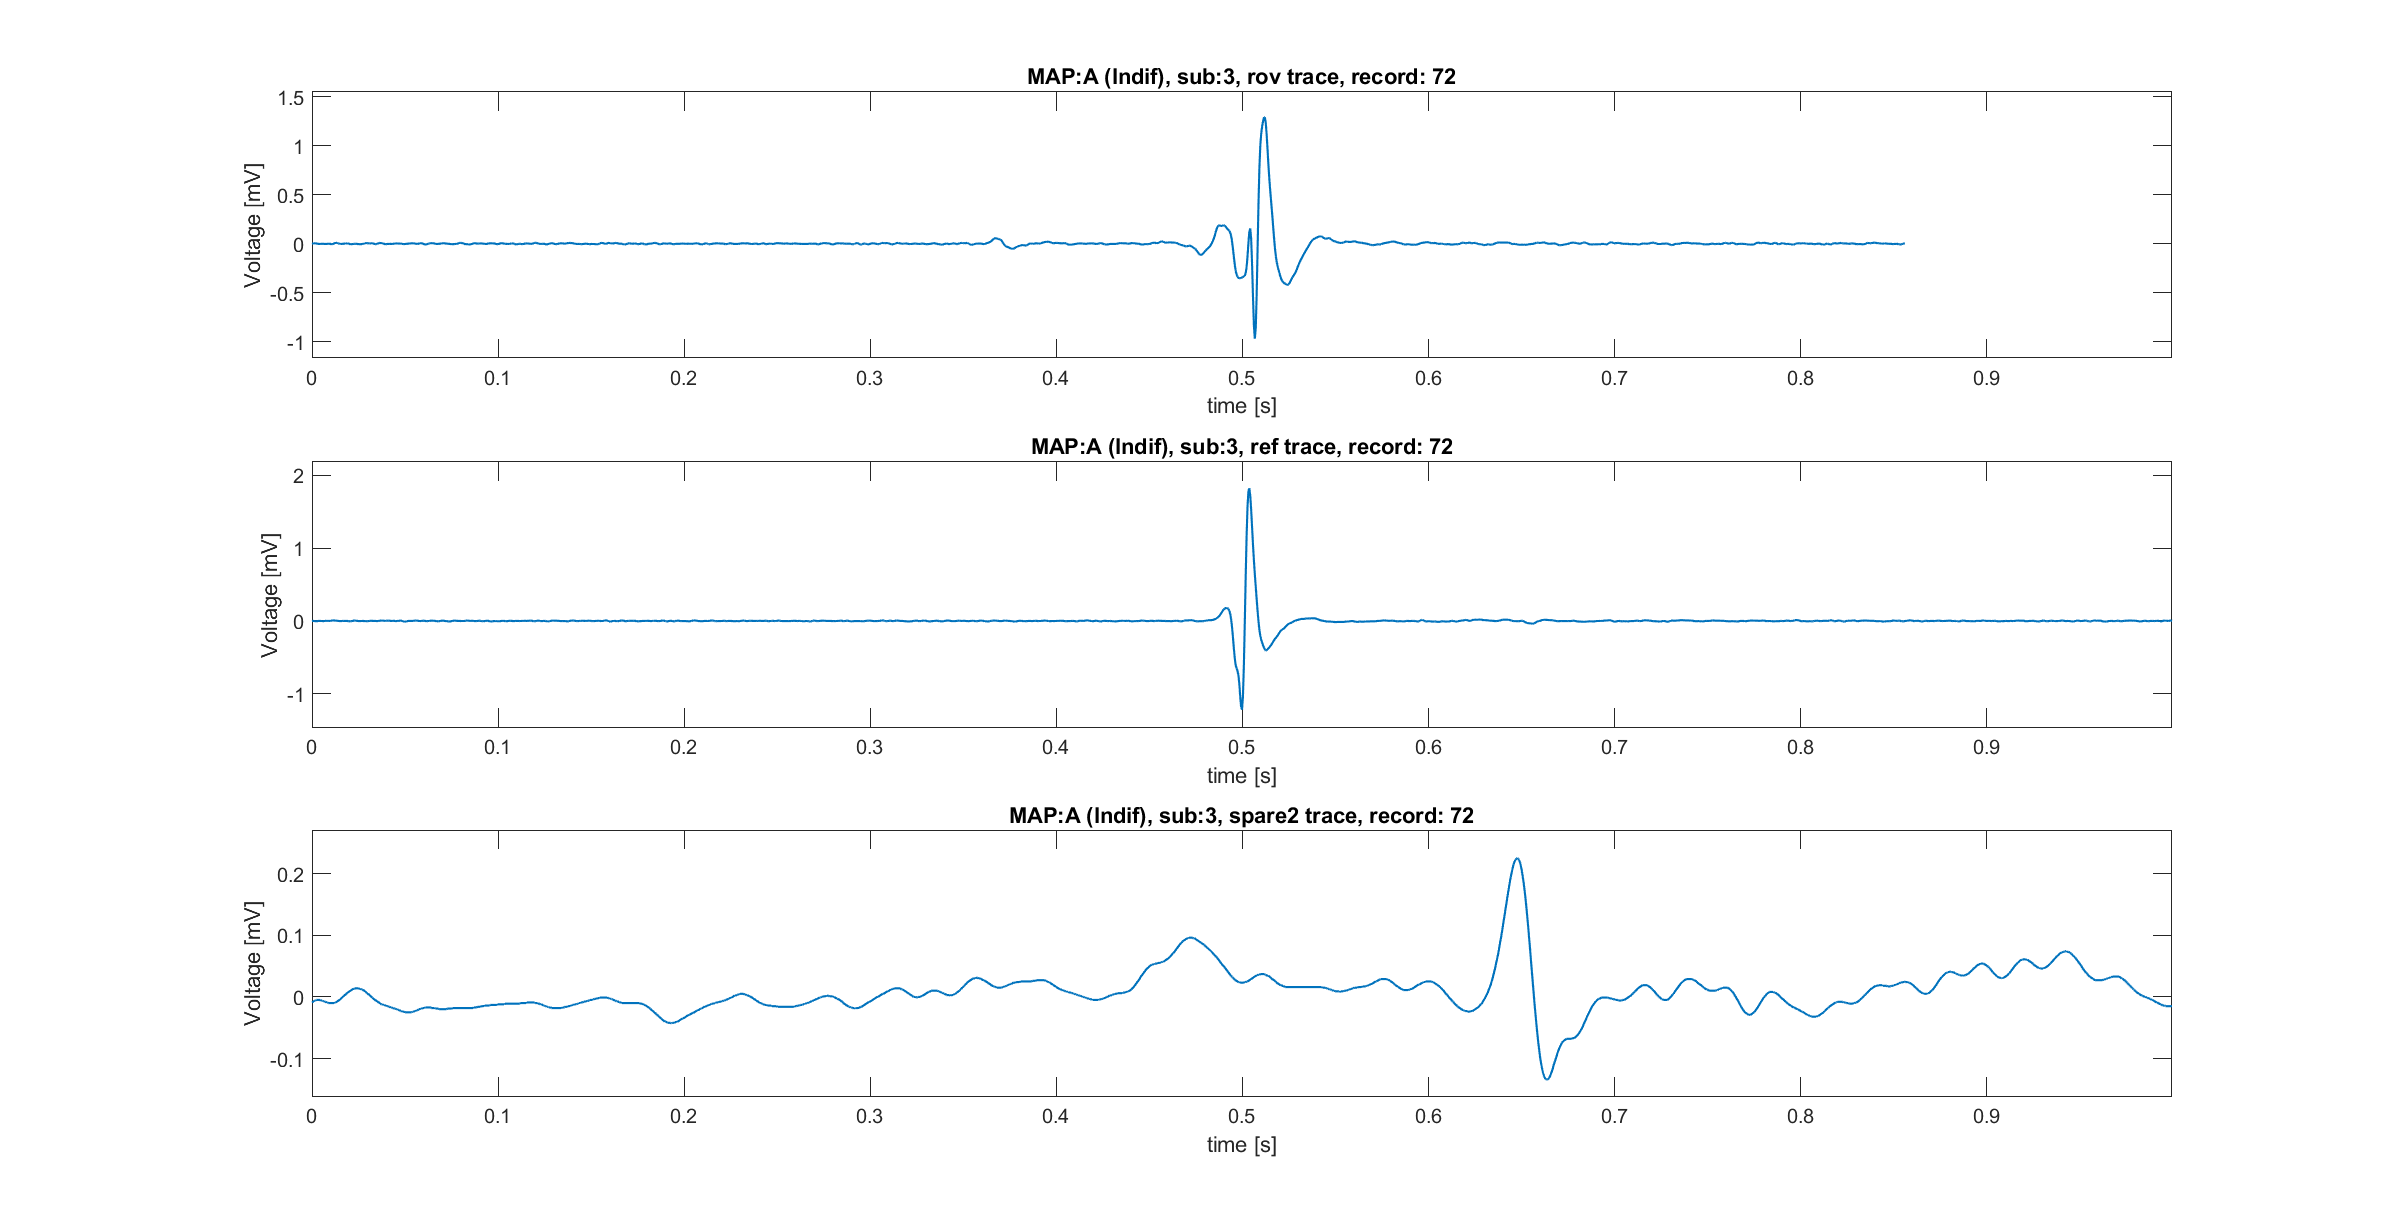 MAP:A (Indif), sub:3, rov trace, record: 72
Voltage [mV]
1.5
1
0.5
0
-0.5
-1
0 0.1 0.2 0.3 0.4 0.5 0.6 0.7 0.8 0.9
time [s]
MAP:A (Indif), sub:3, ref trace, record: 72
Voltage [mV]
2
1
0
-1
0 0.1 0.2 0.3 0.4 0.5 0.6 0.7 0.8 0.9
time [s]
MAP:A (Indif), sub:3, spare2 trace, record: 72
Voltage [mV]
0.2
0.1
0
-0.1
0 0.1 0.2 0.3 0.4 0.5 0.6 0.7 0.8 0.9
time [s]